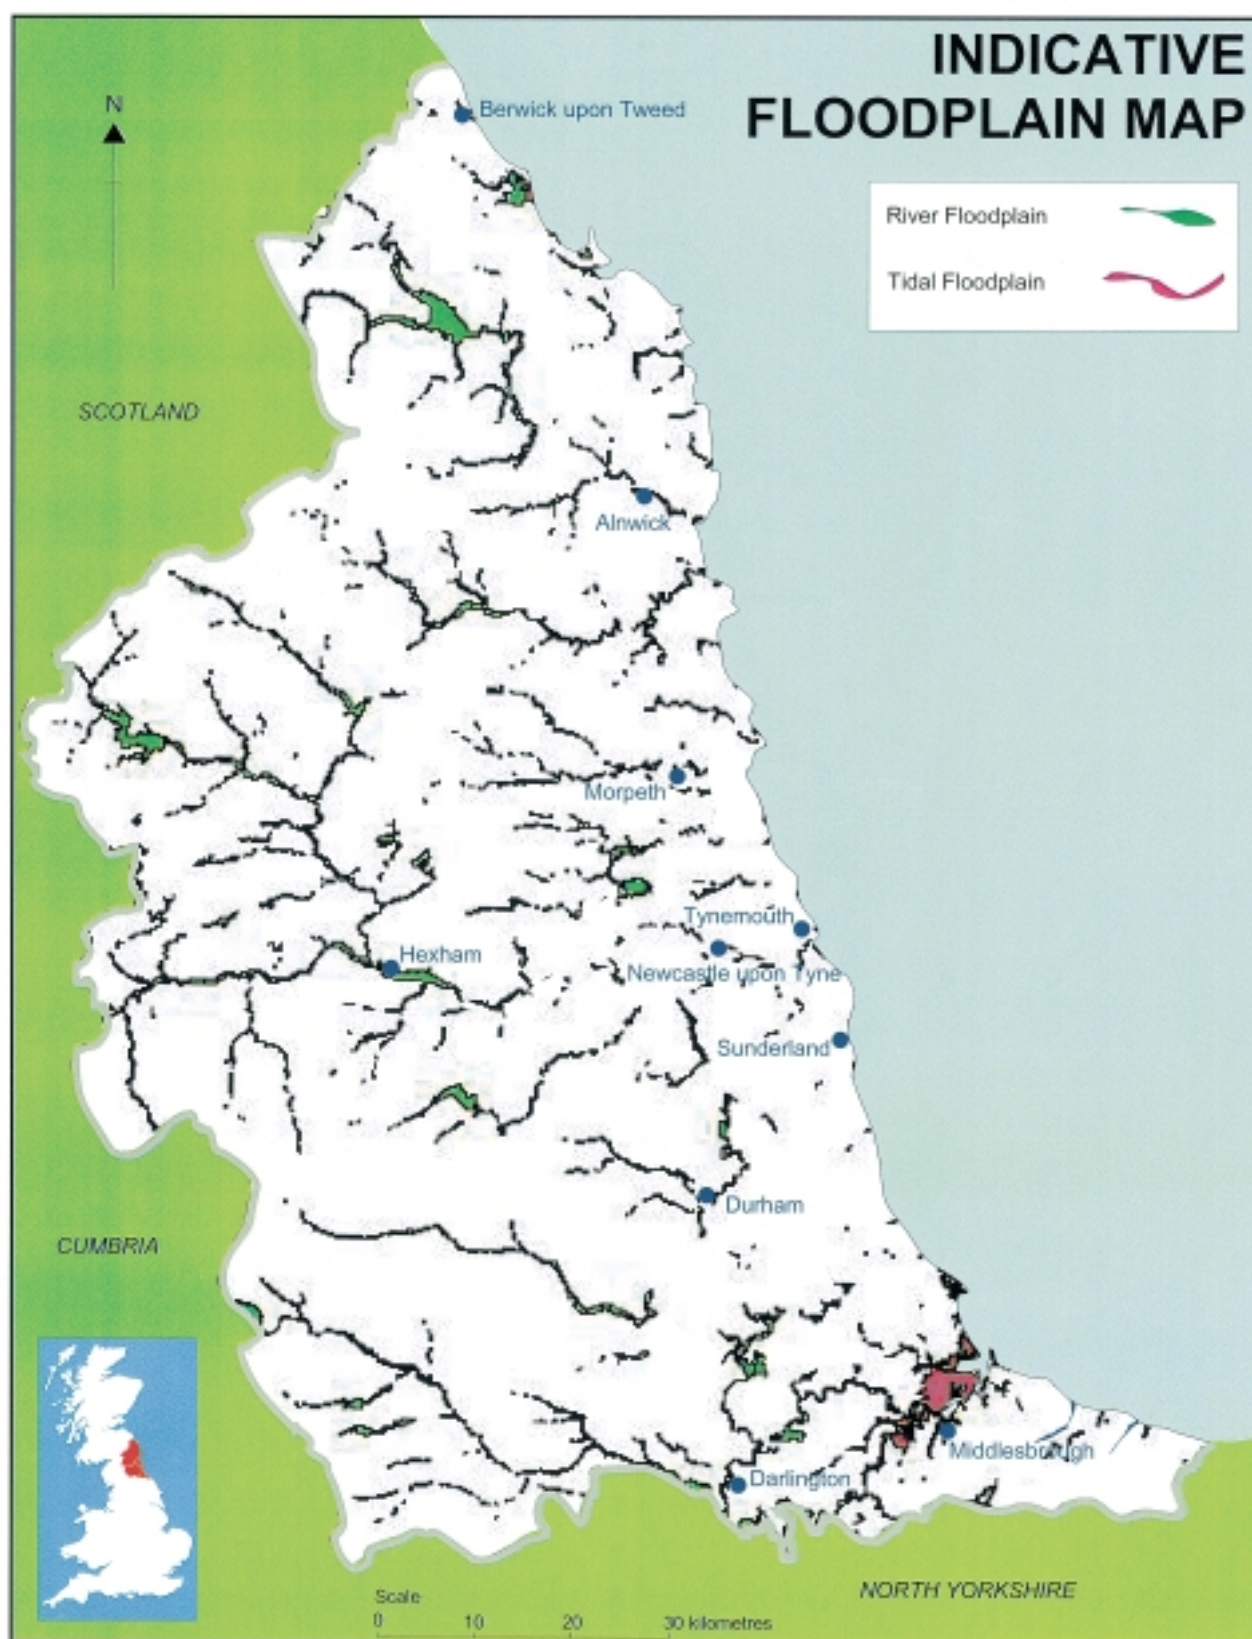 INDICATIVE
FLOODPLAIN MAP
N
Berwick upon Tweed
River Floodplain
Tidal Floodplain
SCOTLAND
Alnwick
Morpeth
Tynemouth
Hexham
Newcastle upon Tyne
Sunderland
Durham
CUMBRIA
Middlesbrough
Darlington
NORTH YORKSHIRE
Scale
0 10 20 30 kilometres